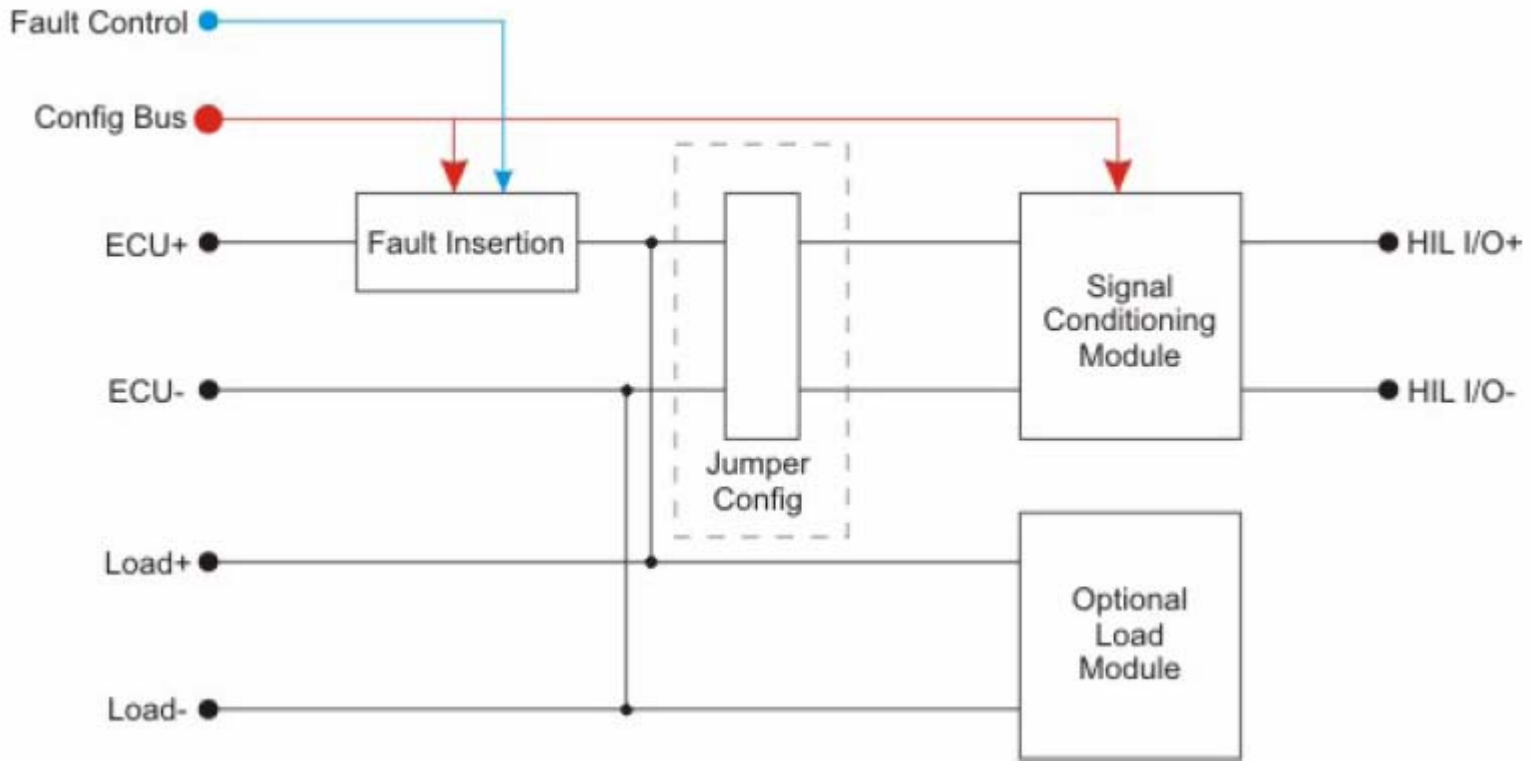 Fault Control
Config Bus
ECU+
Fault Insertion
HIL I/O+
Signal
Conditioning
Module
ECU-
HIL I/O-
Jumper
Config
Load+
Optional
Load
Module
Load-